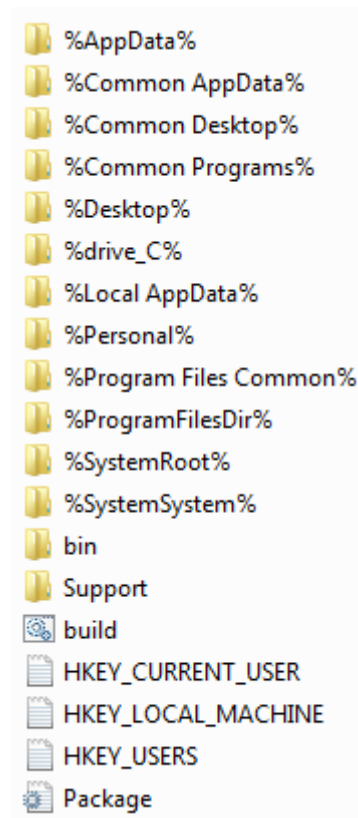 %AppData%
%Common AppData%
%Common Desktop%
%Common Programs%
%Desktop%
%drive_C%
%Local AppData%
%Personal%
%Program Files Common%
%ProgramFilesDir%
%SystemRoot%
%SystemSystem%
bin
Support
build
HKEY_CURRENT_USER
HKEY_LOCAL_MACHINE
HKEY_USERS
Package